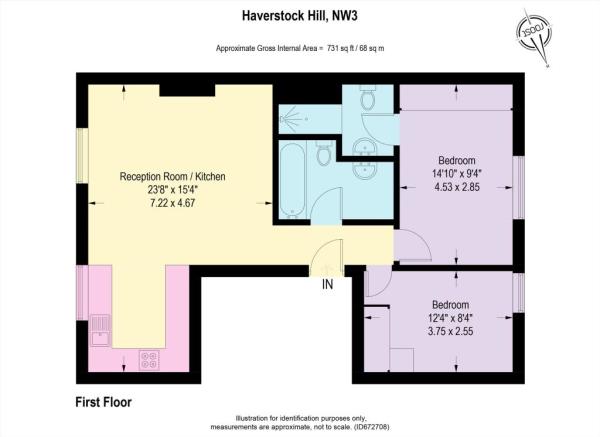 Haverstock Hill, NW3
Approximate Gross Internal Area = 731 sq ft / 68 sq m
Reception Room / Kitchen
23'8" x 15'4"
7.22 x 4.67
Bedroom
14'10" x 9'4"
4.53 x 2.85
IN
Bedroom
12'4" x 8'4"
3.75 x 2.55
First Floor
Illustration for identification purposes only,
measurements are approximate, not to scale. (ID672708)